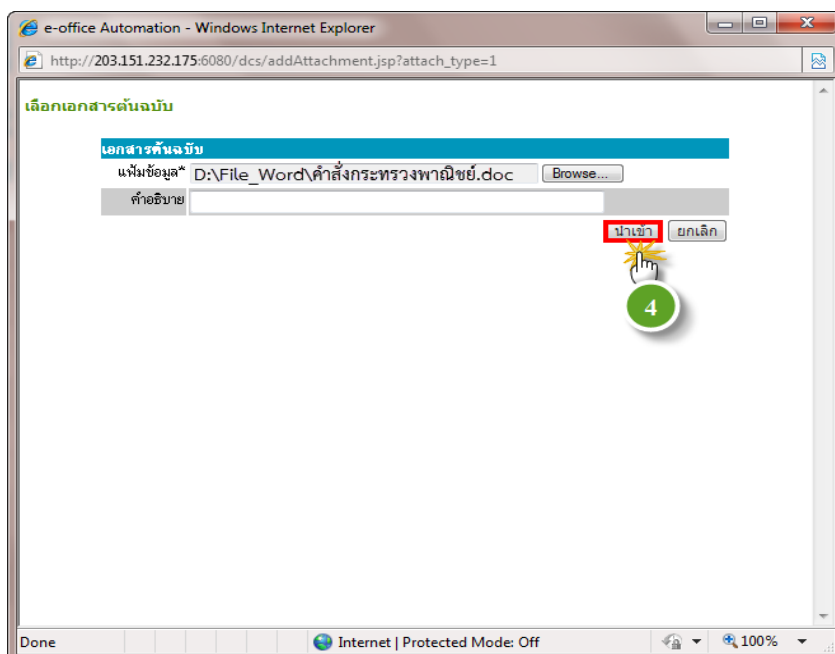 e-office Automation - Windows Internet Explorer
http://203.151.232.175:6080/dcs/addAttachment.jsp?attach_type=1
เลือกเอกสารต้นฉบับ
เอกสารต้นฉบับ
แฟ้มข้อมูล* D:\File_Word\คำสั่งกระทรวงพาณิชย์.doc Browse...
คำอธิบาย
นำเข้า ยกเลิก
4
Done Internet | Protected Mode: Off 100%